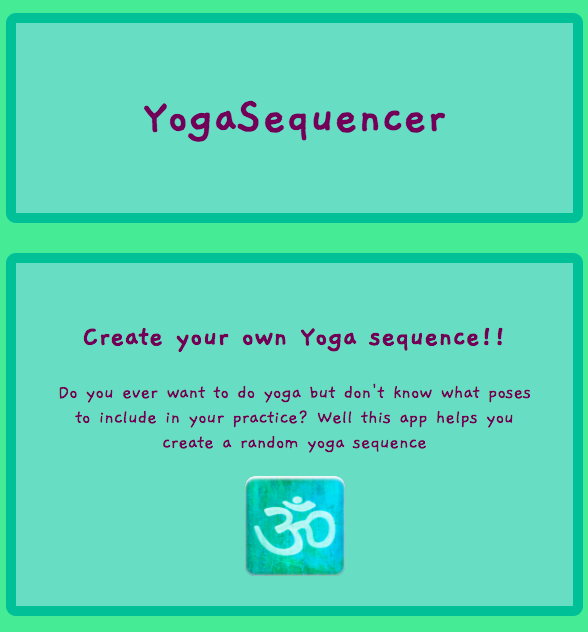 YogaSequencer
Create your own Yoga sequence!!
Do you ever want to do yoga but don't know what poses
to include in your practice? Well this app helps you
create a random yoga sequence
ॐ